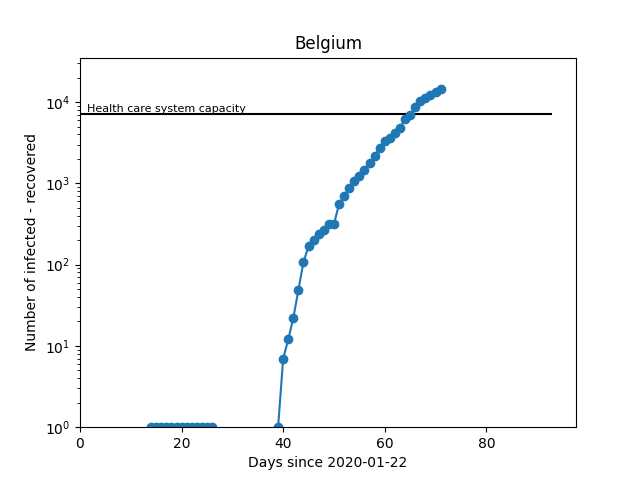 Belgium
Health care system capacity
Number of infected - recovered
10⁴
10³
10²
10¹
10⁰
0 20 40 60 80
Days since 2020-01-22